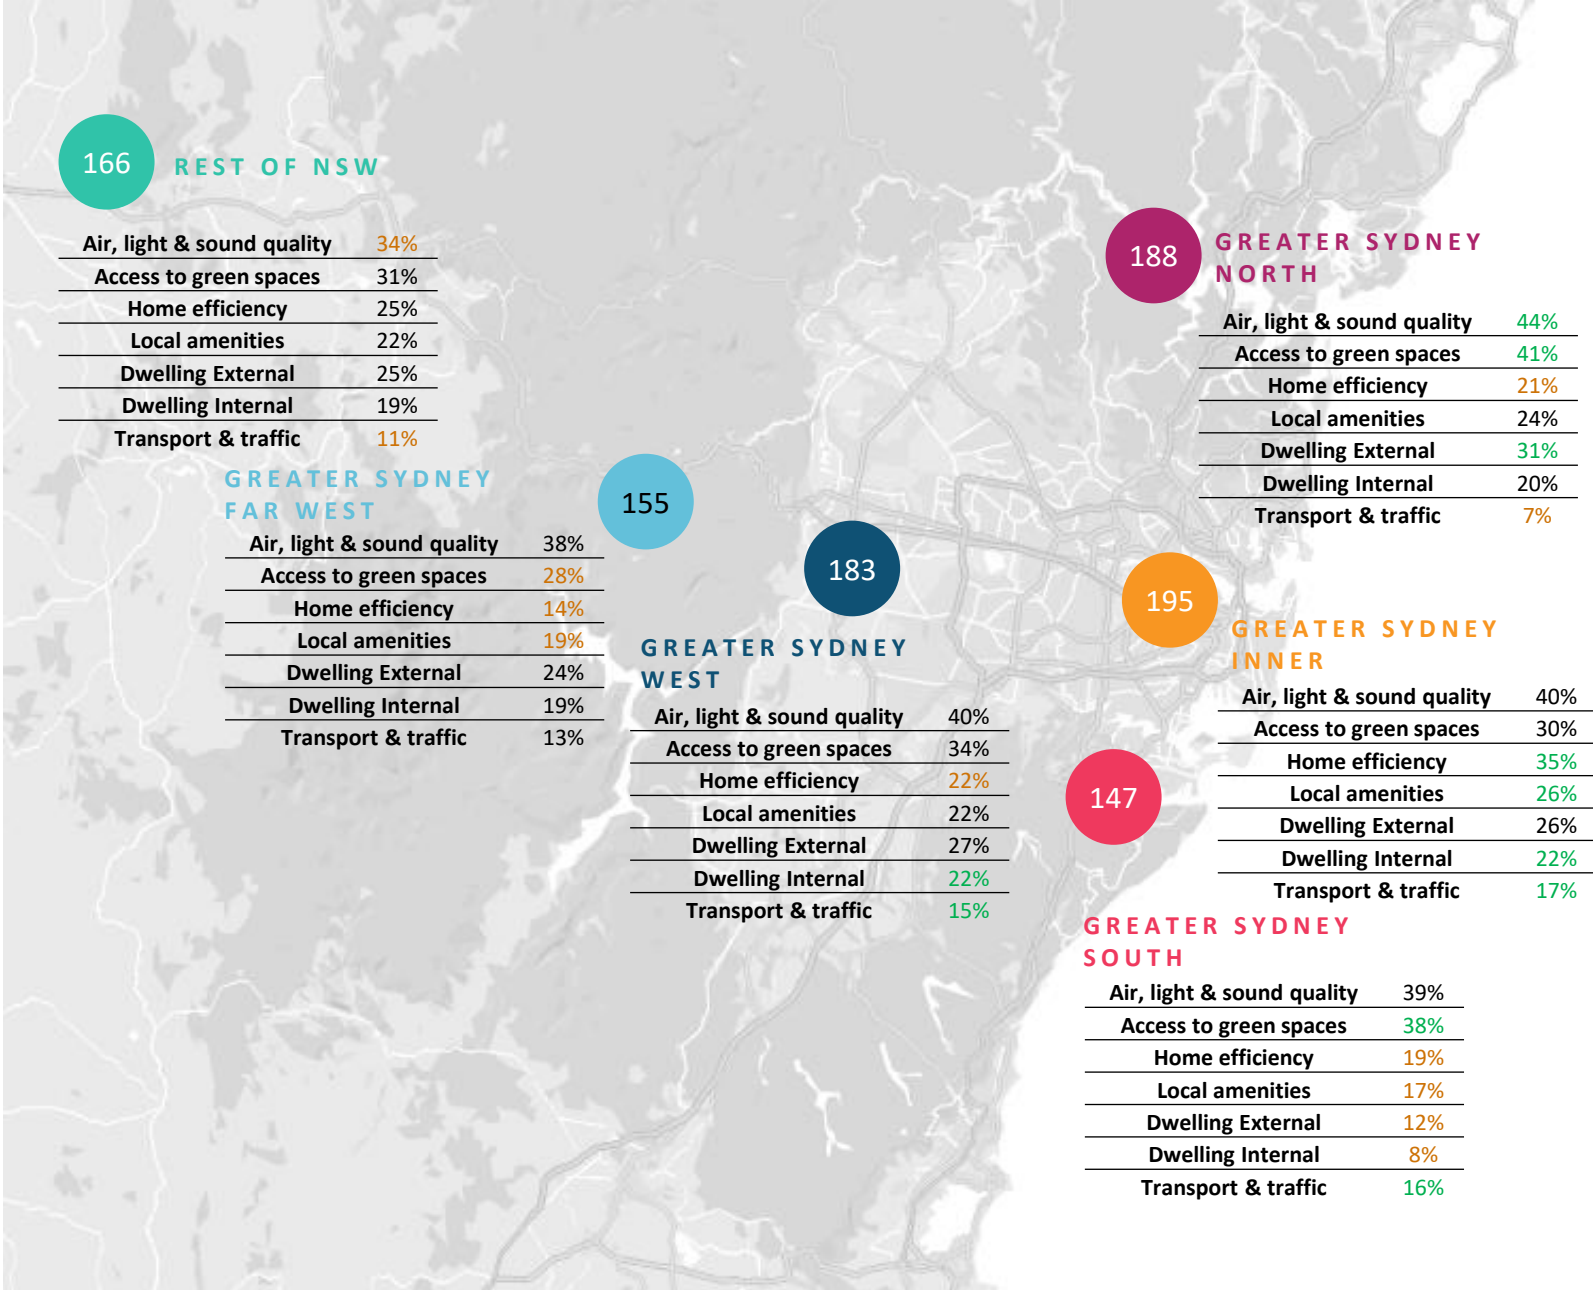 166
REST OF NSW
Air, light & sound quality 34%
Access to green spaces 31%
Home efficiency 25%
Local amenities 22%
Dwelling External 25%
Dwelling Internal 19%
Transport & traffic 11%
GREATER SYDNEY
FAR WEST
155
Air, light & sound quality 38%
Access to green spaces 28%
Home efficiency 14%
Local amenities 19%
Dwelling External 24%
Dwelling Internal 19%
Transport & traffic 13%
183
GREATER SYDNEY
WEST
Air, light & sound quality 40%
Access to green spaces 34%
Home efficiency 22%
Local amenities 22%
Dwelling External 27%
Dwelling Internal 22%
Transport & traffic 15%
188
GREATER SYDNEY
NORTH
Air, light & sound quality 44%
Access to green spaces 41%
Home efficiency 21%
Local amenities 24%
Dwelling External 31%
Dwelling Internal 20%
Transport & traffic 7%
195
GREATER SYDNEY
INNER
Air, light & sound quality 40%
Access to green spaces 30%
Home efficiency 35%
Local amenities 26%
Dwelling External 26%
Dwelling Internal 22%
Transport & traffic 17%
147
GREATER SYDNEY
SOUTH
Air, light & sound quality 39%
Access to green spaces 38%
Home efficiency 19%
Local amenities 17%
Dwelling External 12%
Dwelling Internal 8%
Transport & traffic 16%